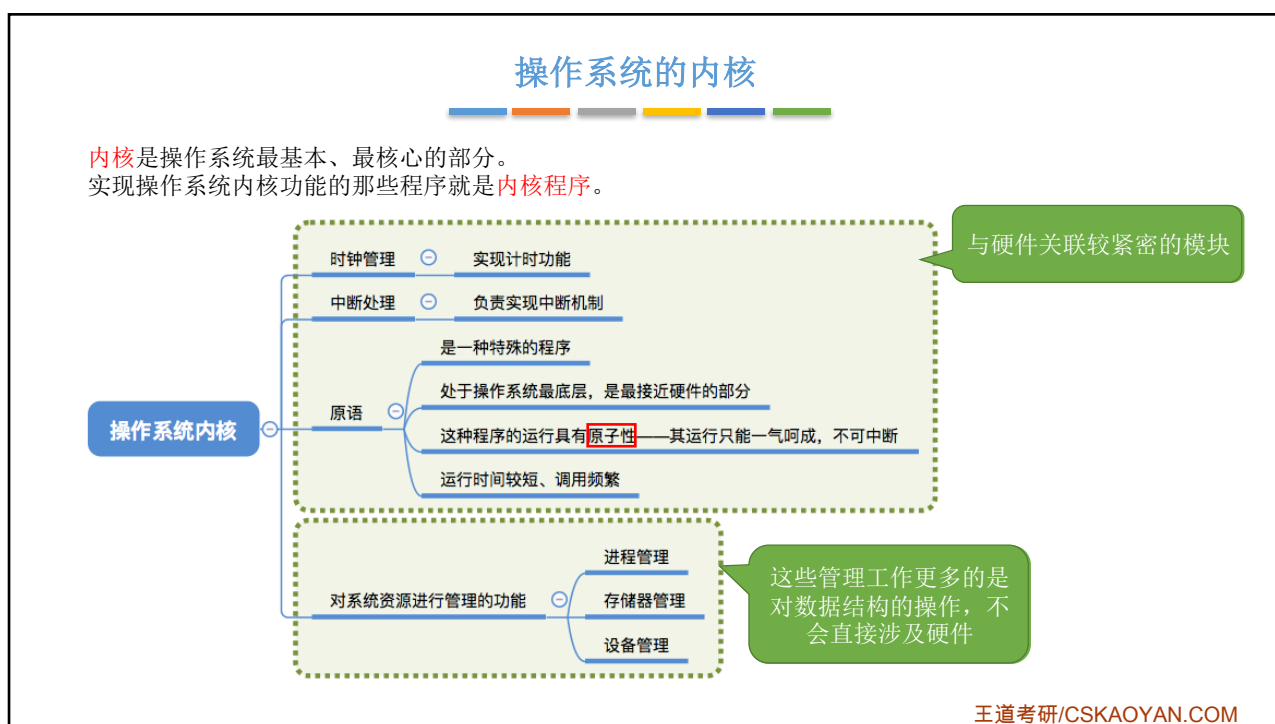 操作系统的内核
内核是操作系统最基本、最核心的部分。
实现操作系统内核功能的那些程序就是内核程序。
与硬件关联较紧密的模块
时钟管理
实现计时功能
中断处理
负责实现中断机制
是一种特殊的程序
处于操作系统最底层，是最接近硬件的部分
原语
这种程序的运行具有原子性——其运行只能一气呵成，不可中断
运行时间较短、调用频繁
操作系统内核
进程管理
对系统资源进行管理的功能
存储器管理
设备管理
这些管理工作更多的是
对数据结构的操作，不
会直接涉及硬件
王道考研/CSKAOYAN.COM